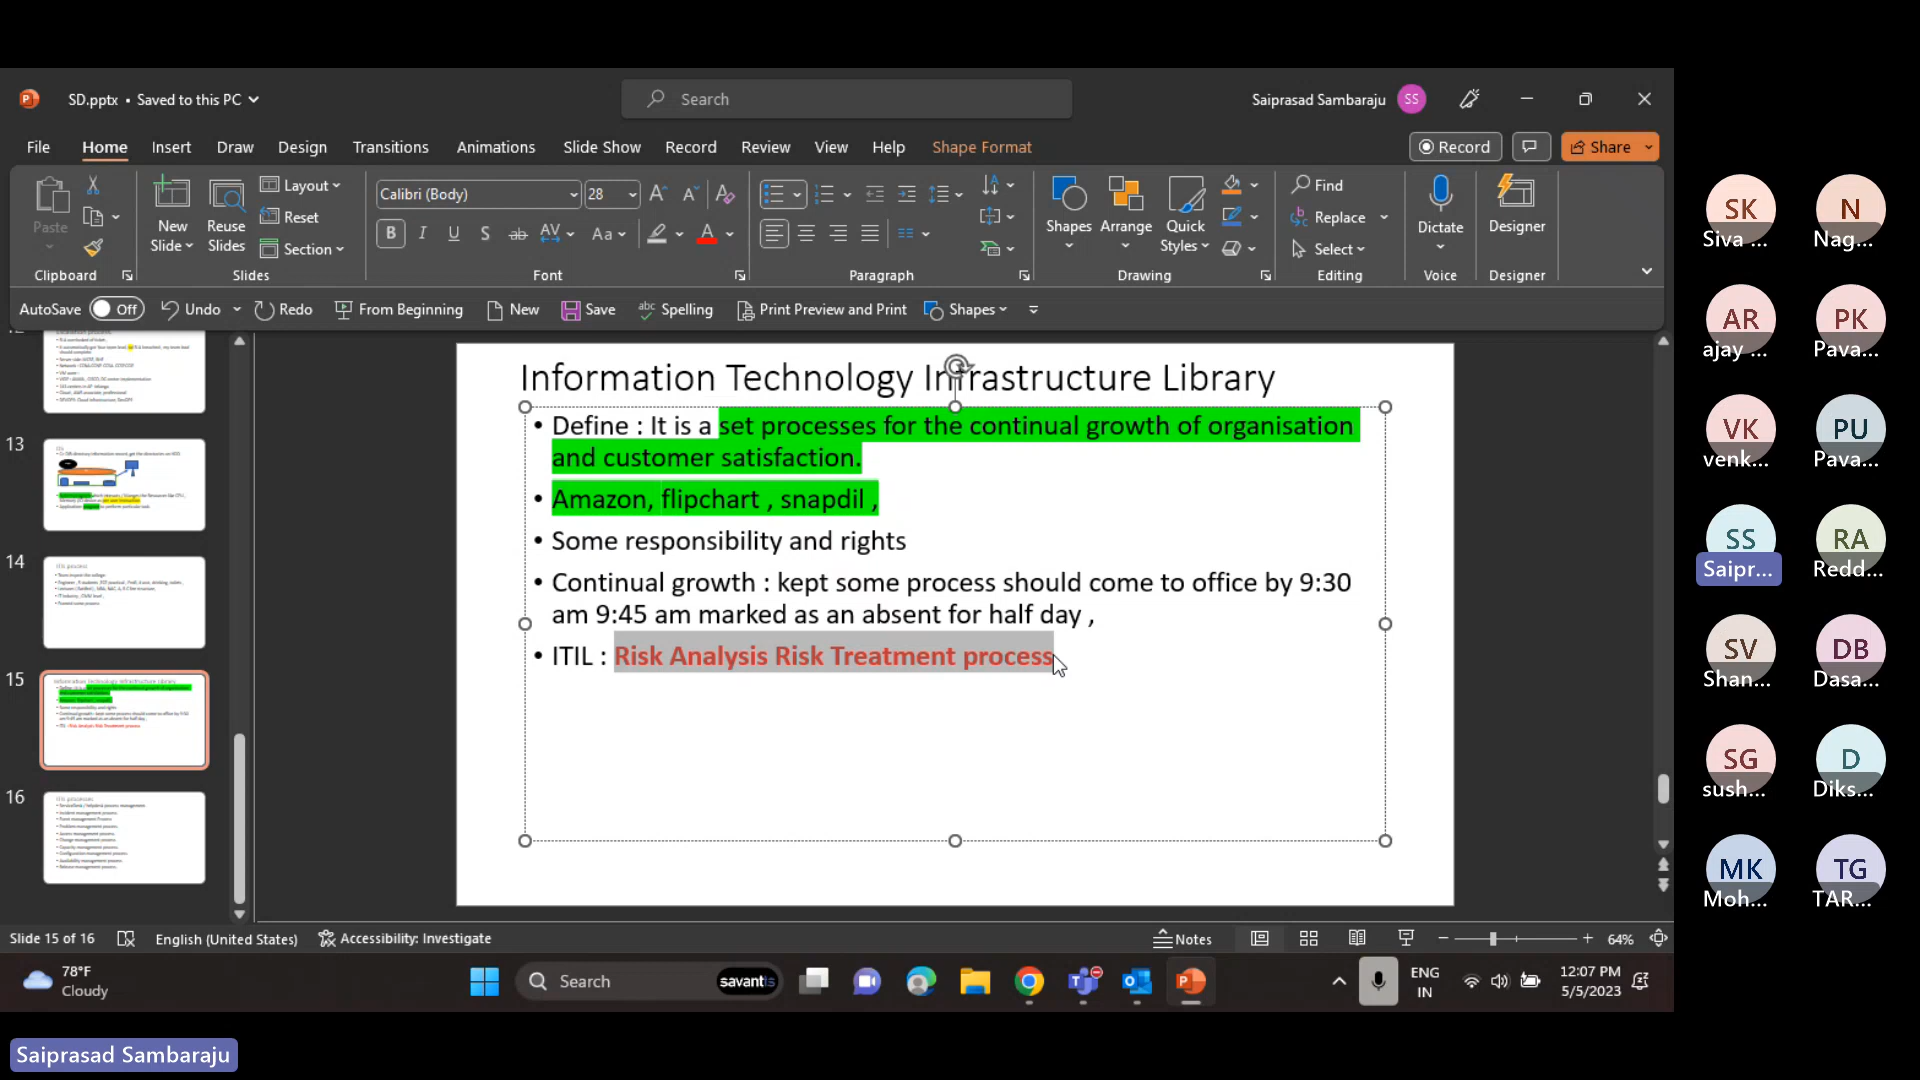 SD.pptx • Saved to this PC
Search
Saiprasad Sambaraju SS
File Home Insert Draw Design Transitions Animations Slide Show Record Review View Help Shape Format
Record
Share
Paste
Clipboard
New Slide
Reuse Slides
Layout
Reset
Section
Slides
Calibri (Body) 28
B I U S ab AV Aa A
Font
Paragraph
Shapes
Arrange
Quick Styles
Drawing
Find
Replace
Select
Editing
Dictate
Voice
Designer
Designer
AutoSave Off Undo Redo From Beginning New Save Spelling Print Preview and Print Shapes
13
14
15
16
Information Technology Infrastructure Library
• Define : It is a set processes for the continual growth of organisation
and customer satisfaction.
• Amazon, flipchart , snapdil ,
• Some responsibility and rights
• Continual growth : kept some process should come to office by 9:30
am 9:45 am marked as an absent for half day ,
• ITIL : Risk Analysis Risk Treatment process
Slide 15 of 16 English (United States) Accessibility: Investigate Notes 64%
78°F
Cloudy
Search savantis
ENG
IN
12:07 PM
5/5/2023
SK N
Siva ... Nag...
AR PK
ajay ... Pava...
VK PU
venk... Pava...
SS RA
Saipr... Redd...
SV DB
Shan... Dasa...
SG D
sush... Diks...
MK TG
Moh... TAR...
Saiprasad Sambaraju